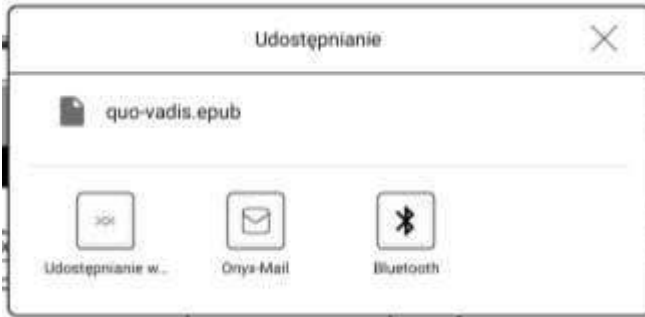 Udostępnianie
quo-vadis.epub
Udostępnianie w...
Onyx-Mail
Bluetooth